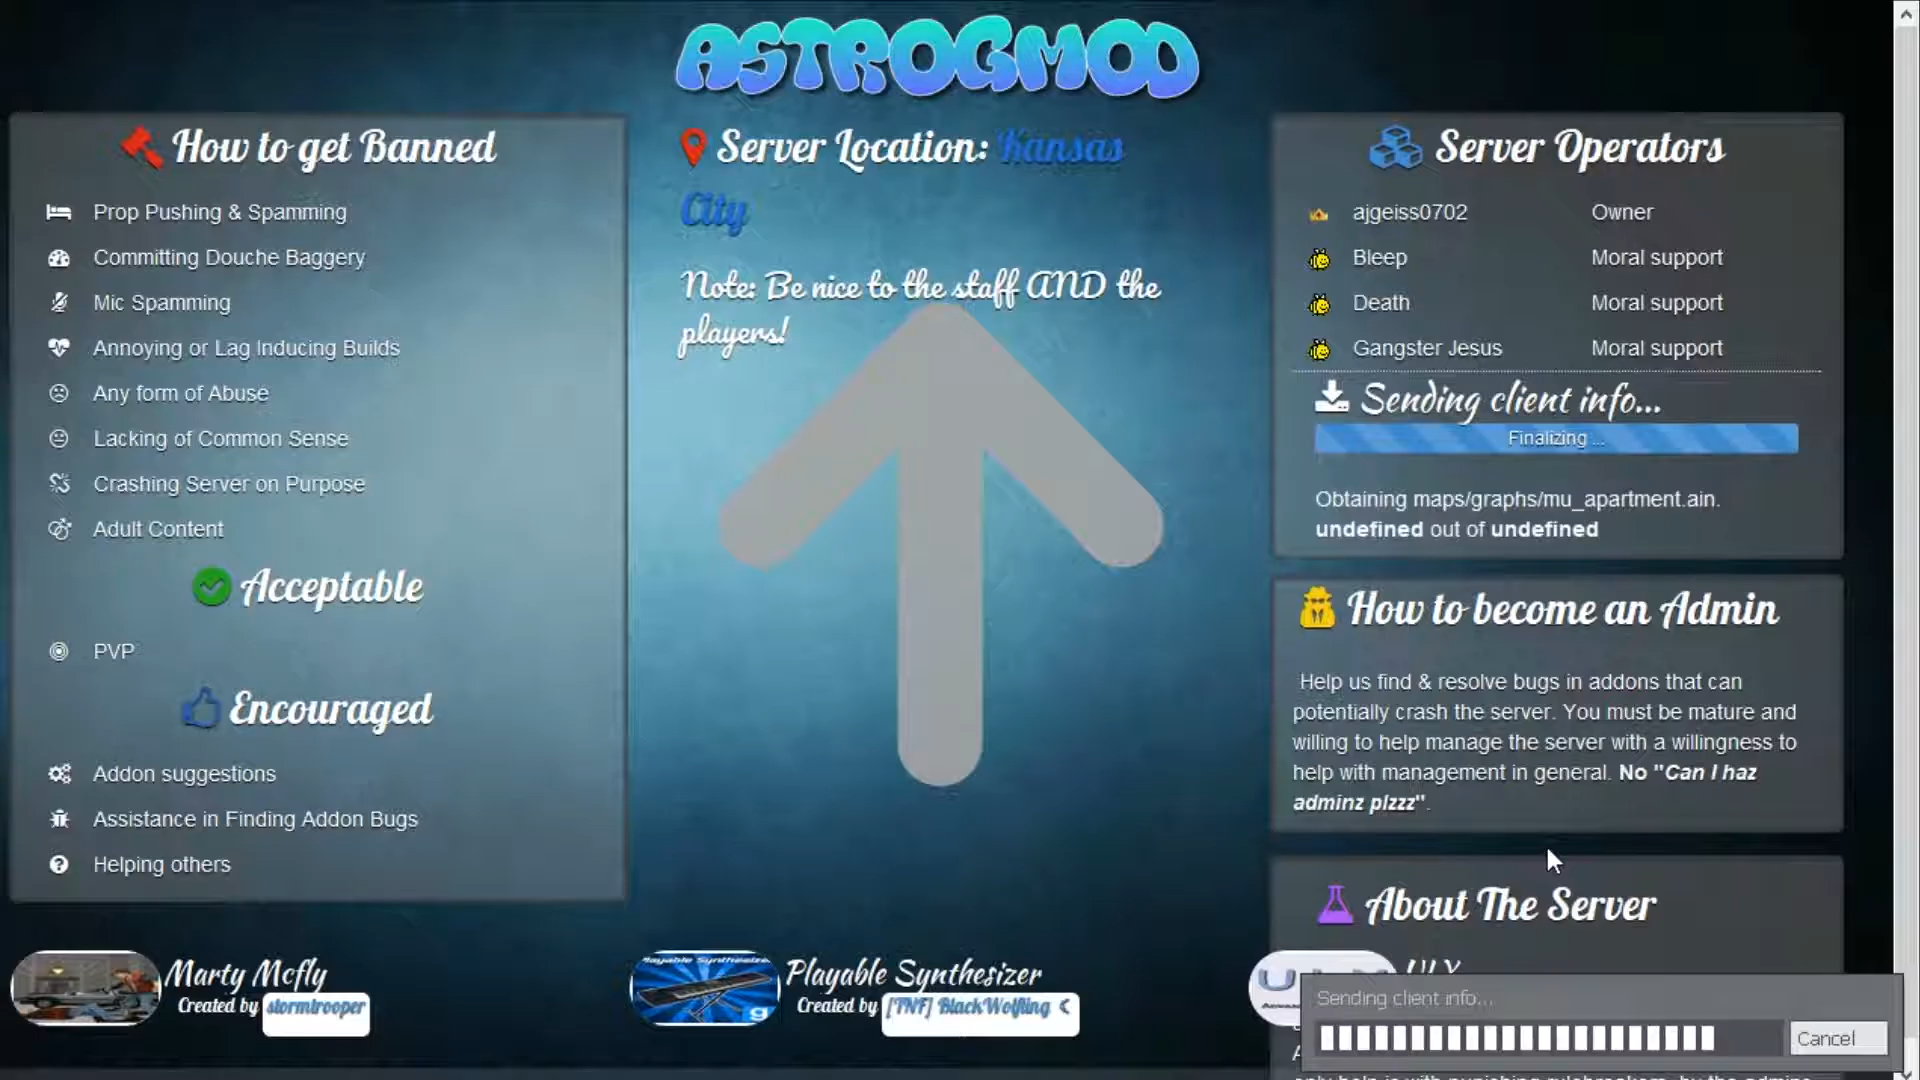 ASTROGMOD
How to get Banned
Prop Pushing & Spamming
Committing Douche Baggery
Mic Spamming
Annoying or Lag Inducing Builds
Any form of Abuse
Lacking of Common Sense
Crashing Server on Purpose
Adult Content
Acceptable
PVP
Encouraged
Addon suggestions
Assistance in Finding Addon Bugs
Helping others
Server Location: Kansas
City
Note: Be nice to the staff AND the
players!
Server Operators
ajgeiss0702 Owner
Bleep Moral support
Death Moral support
Gangster Jesus Moral support
Sending client info...
Finalizing ...
Obtaining maps/graphs/mu_apartment.ain.
undefined out of undefined
How to become an Admin
Help us find & resolve bugs in addons that can
potentially crash the server. You must be mature and
willing to help manage the server with a willingness to
help with management in general. No "Can I haz
adminz plzzz".
About The Server
Marty Mcfly
Created by stormtrooper
Playable Synthesizer
Playable Synthesizer
Created by [TNF] BlackWolfling ☾
ULX
Sending client info...
Cancel